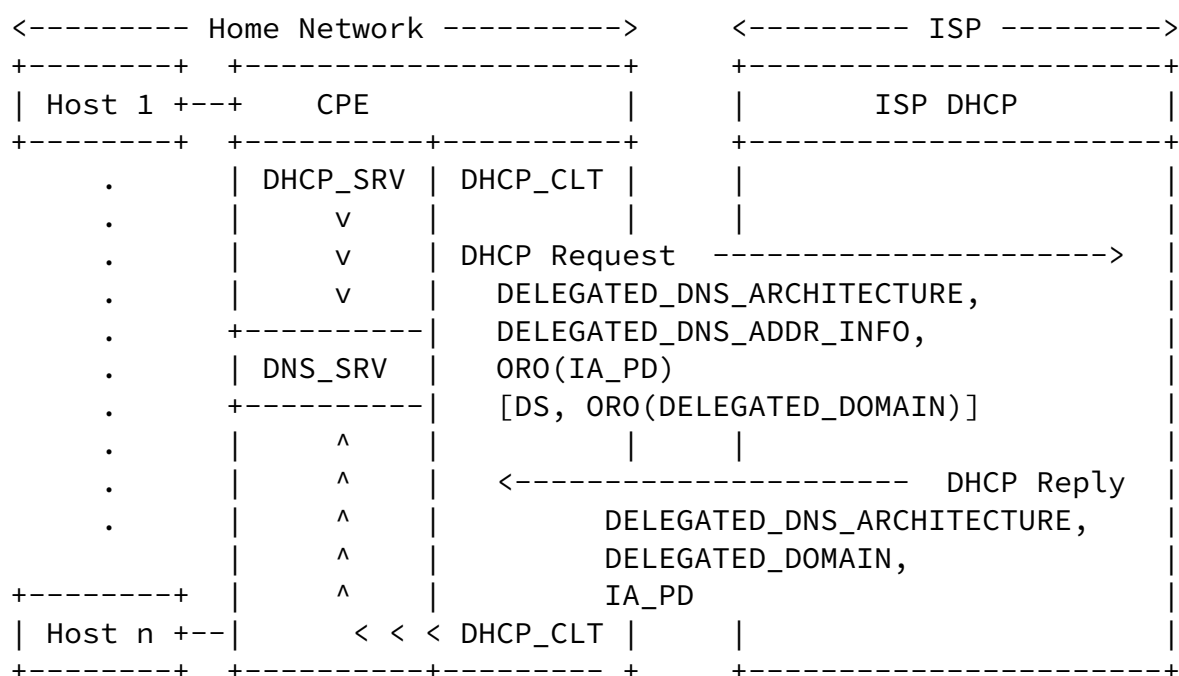 <--------- Home Network ----------> <--------- ISP --------->
+--------+ +---------------------+ +-----------------------+
| Host 1 +--+ CPE | | ISP DHCP |
+--------+ +----------+----------+ +-----------------------+
. | DHCP_SRV | DHCP_CLT | | |
. | v | | | |
. | v | DHCP Request ----------------------> |
. | v | DELEGATED_DNS_ARCHITECTURE, |
. +----------| DELEGATED_DNS_ADDR_INFO, |
. | DNS_SRV | ORO(IA_PD) |
. +----------| [DS, ORO(DELEGATED_DOMAIN)] |
. | ^ | | | |
. | ^ | <---------------------- DHCP Reply |
. | ^ | DELEGATED_DNS_ARCHITECTURE, |
| ^ | DELEGATED_DOMAIN, |
+--------+ | ^ | IA_PD |
| Host n +--| < < < DHCP_CLT | | |
+--------+ +----------+--------- + +-----------------------+